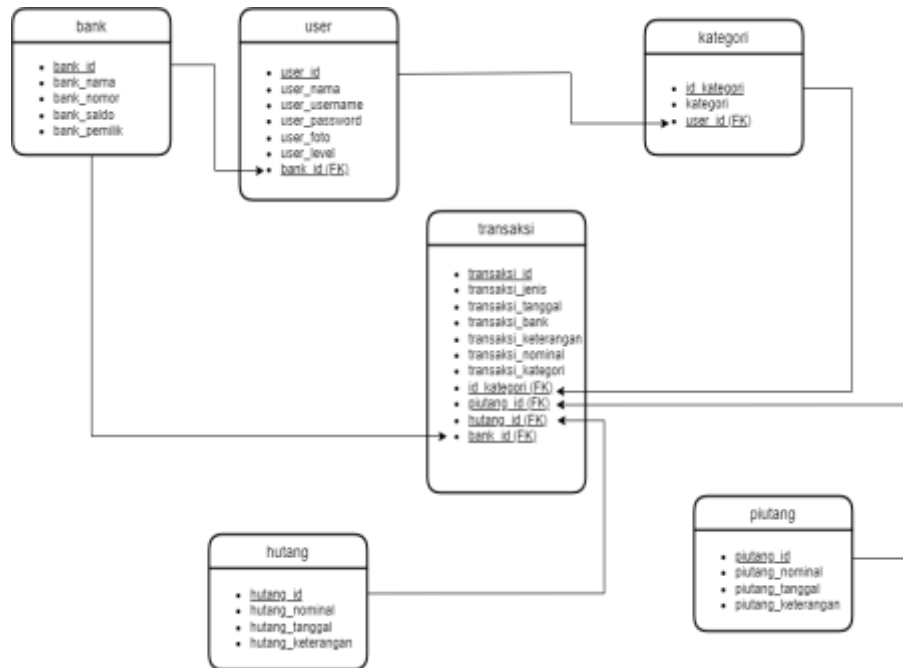 bank
bank_id
bank_nama
bank_nomor
bank_saldo
bank_pemilik
user
user_id
user_nama
user_username
user_password
user_foto
user_level
bank_id (FK)
kategori
id_kategori
kategori
user_id (FK)
transaksi
transaksi_id
transaksi_jenis
transaksi_tanggal
transaksi_bank
transaksi_keterangan
transaksi_nominal
transaksi_kategori
id_kategori (FK)
piutang_id (FK)
hutang_id (FK)
bank_id (FK)
hutang
hutang_id
hutang_nominal
hutang_tanggal
hutang_keterangan
piutang
piutang_id
piutang_nominal
piutang_tanggal
piutang_keterangan